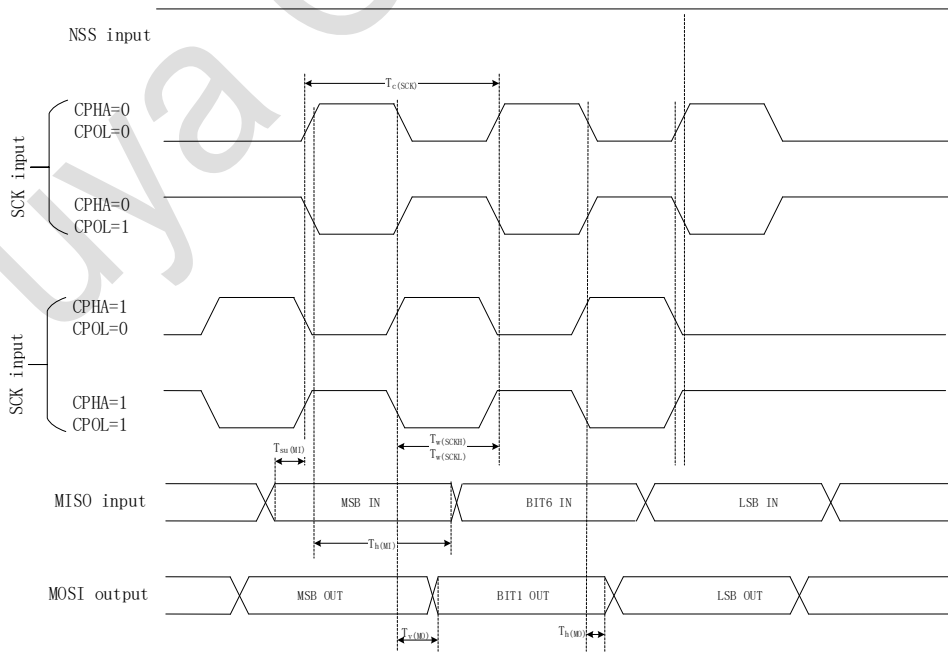 uya
NSS input
Tc(SCK)
CPHA=0
CPOL=0
SCK input
CPHA=0
CPOL=1
CPHA=1
CPOL=0
SCK input
CPHA=1
CPOL=1
Tw(SCKH)
Tw(SCKL)
Tsu(MI)
MISO input
MSB IN
BIT6 IN
LSB IN
Th(MI)
MOSI output
MSB OUT
BIT1 OUT
LSB OUT
Tv(MO)
Th(MO)